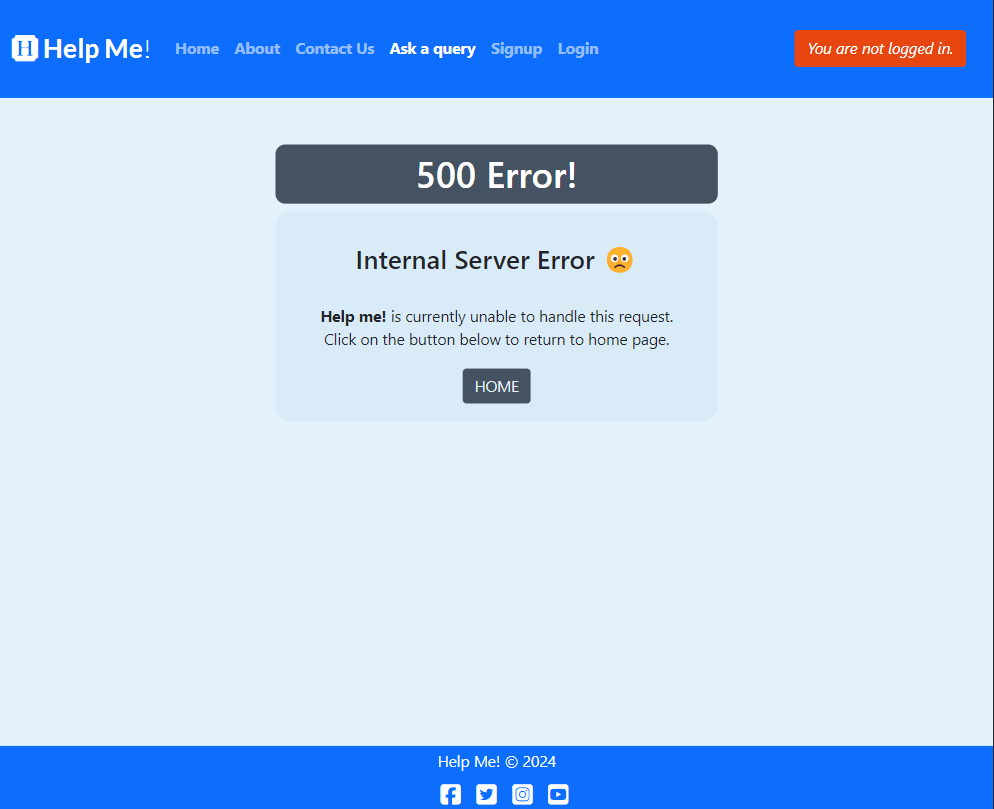 H Help Me!
Home About Contact Us Ask a query Signup Login
You are not logged in.
500 Error!
Internal Server Error
Help me! is currently unable to handle this request.
Click on the button below to return to home page.
HOME
Help Me! © 2024